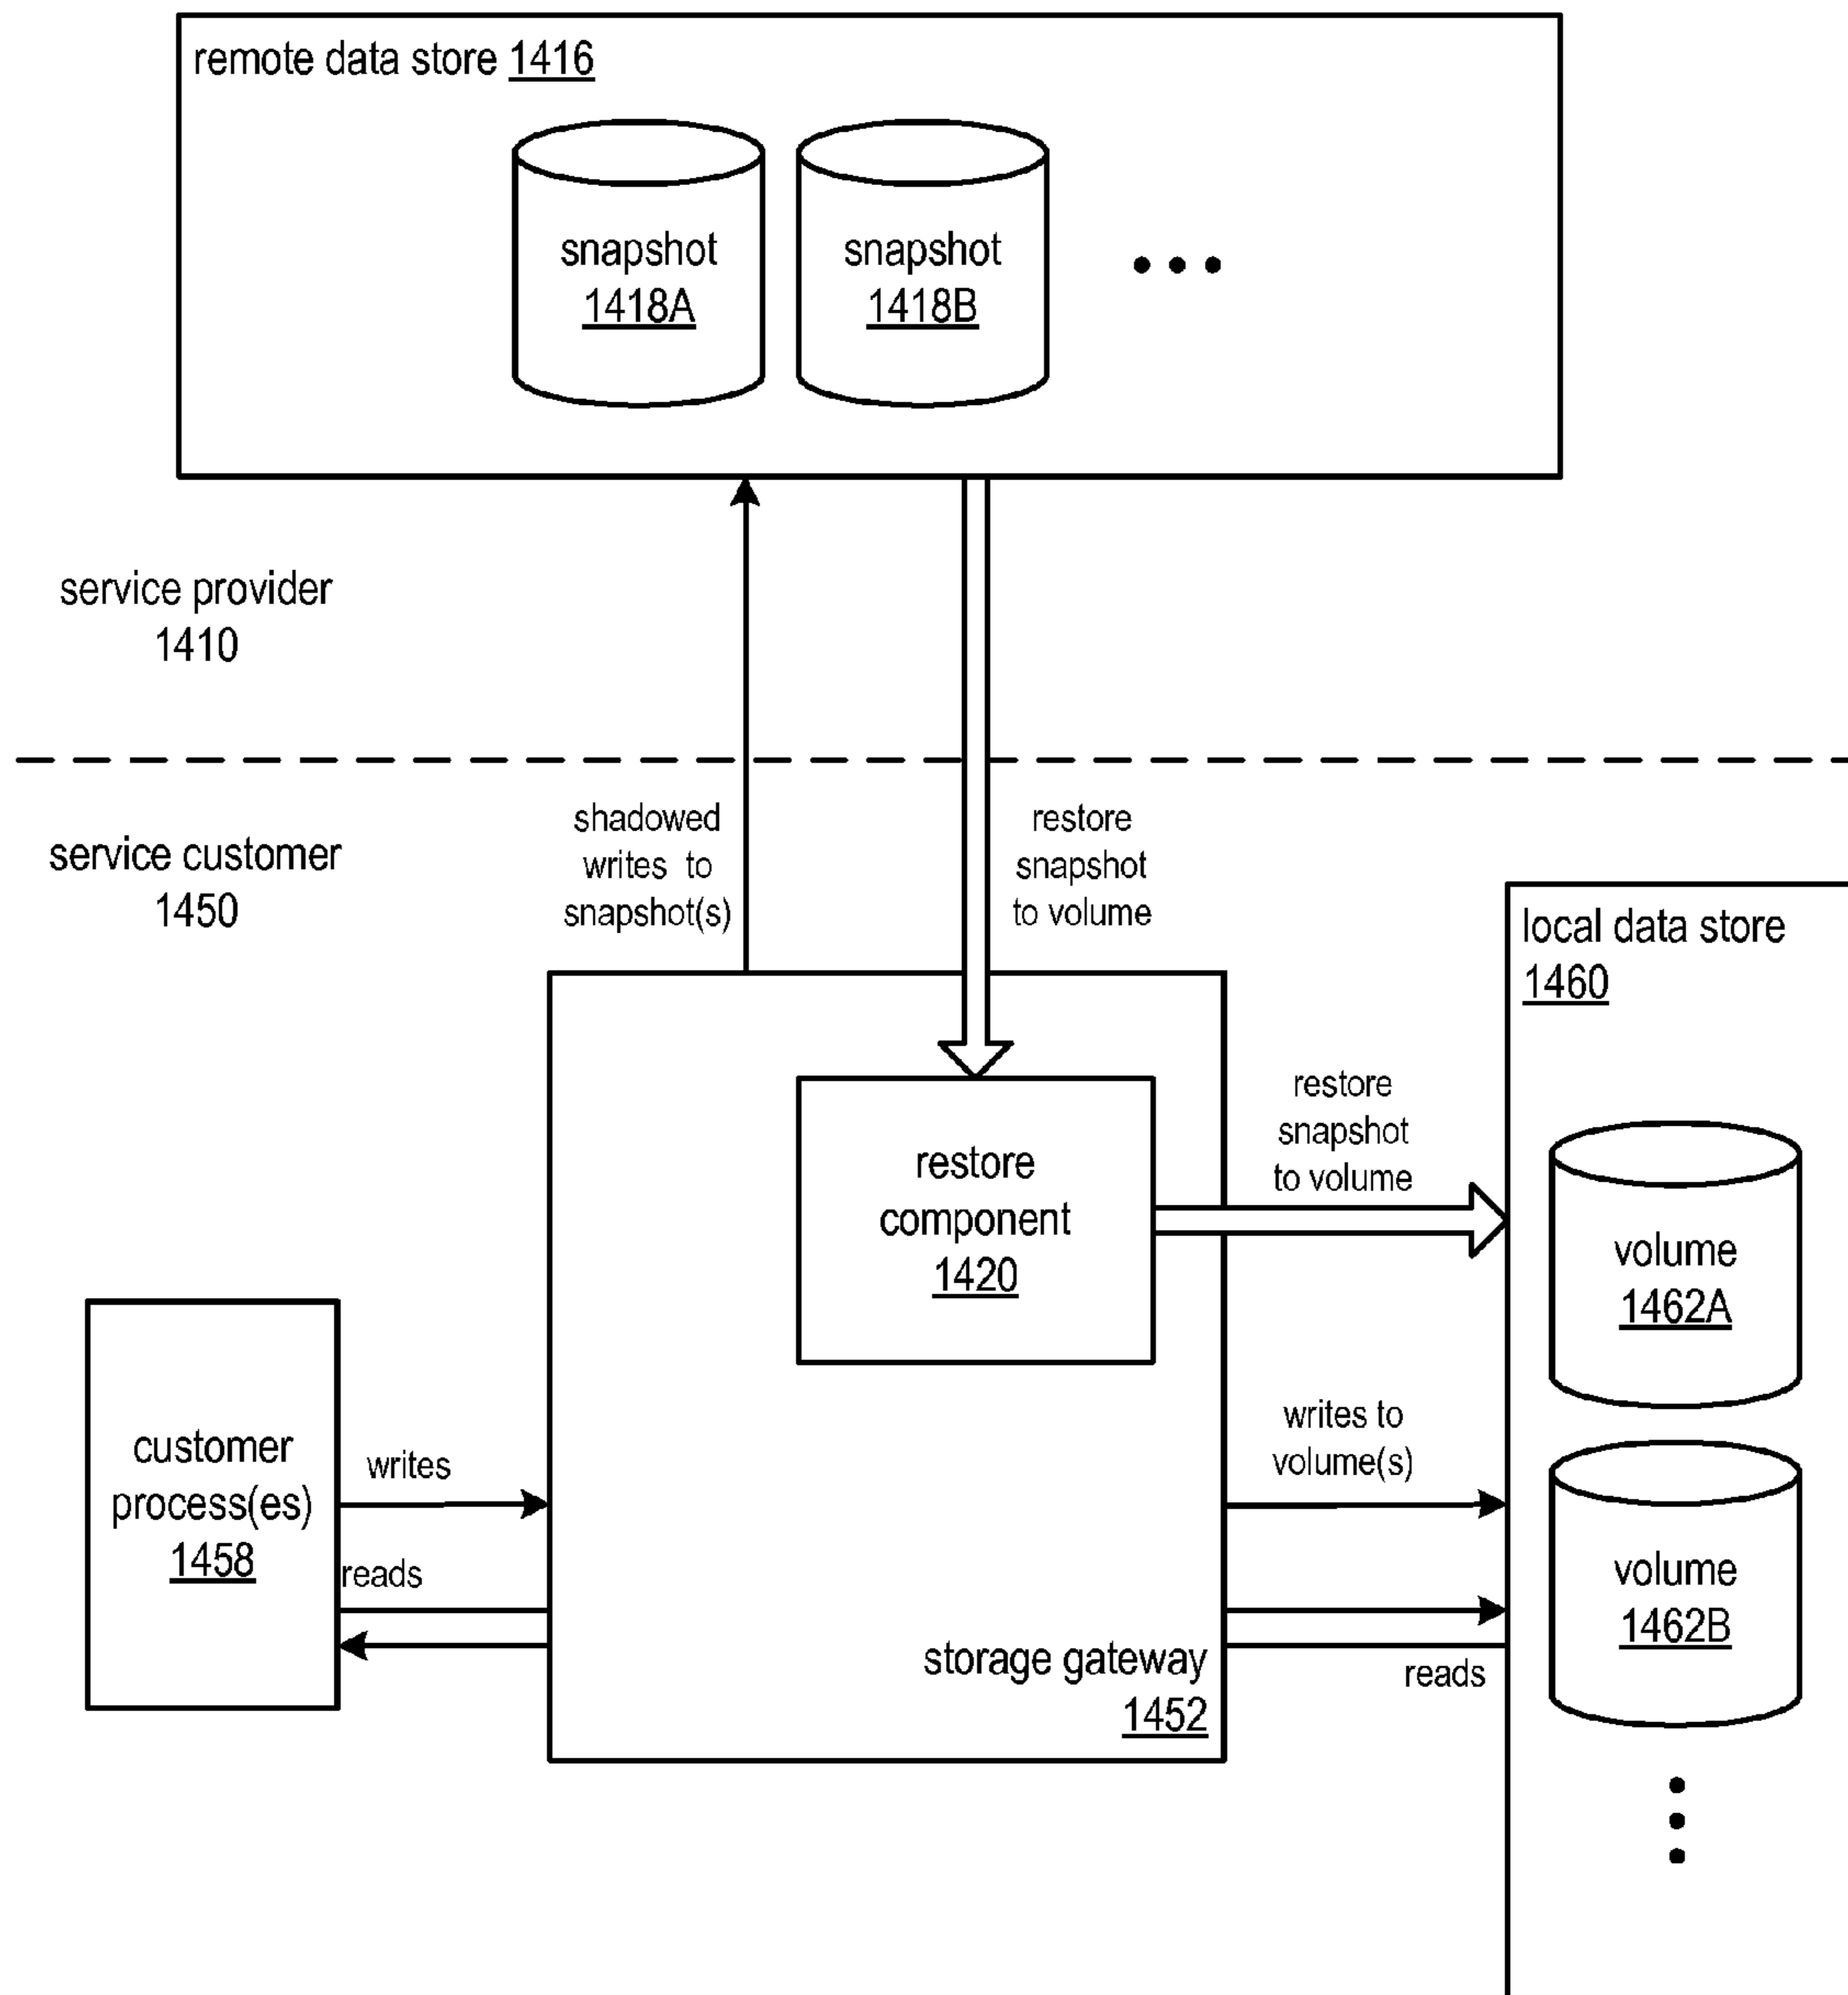 remote data store 1416
snapshot
1418A
snapshot
1418B
service provider
1410
service customer
1450
shadowed
writes to
snapshot(s)
restore
snapshot
to volume
local data store
1460
restore
component
1420
restore
snapshot
to volume
volume
1462A
customer
process(es)
1458
writes
reads
writes to
volume(s)
volume
1462B
reads
storage gateway
1452